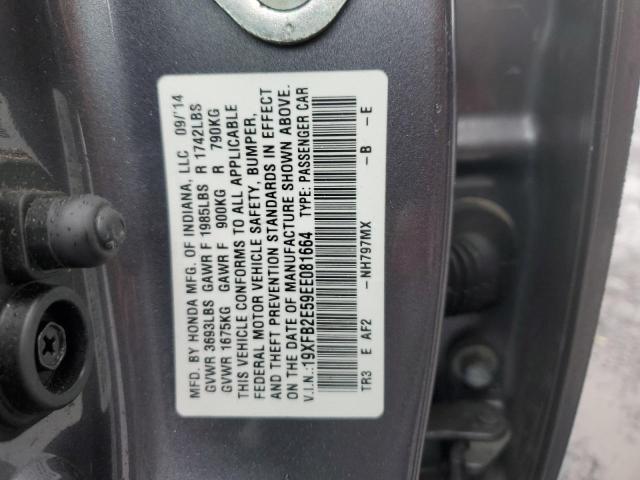 MFD. BY HONDA MFG. OF INDIANA, LLC 09/'14
GVWR 3693LBS GAWR F 1985LBS R 1742LBS
GVWR 1675KG GAWR F 900KG R 790KG
THIS VEHICLE CONFORMS TO ALL APPLICABLE
FEDERAL MOTOR VEHICLE SAFETY, BUMPER,
AND THEFT PREVENTION STANDARDS IN EFFECT
ON THE DATE OF MANUFACTURE SHOWN ABOVE.
V.I.N.:19XFB2E59EE081664 TYPE: PASSENGER CAR
TR3 E AF2 -NH797MX -B -E